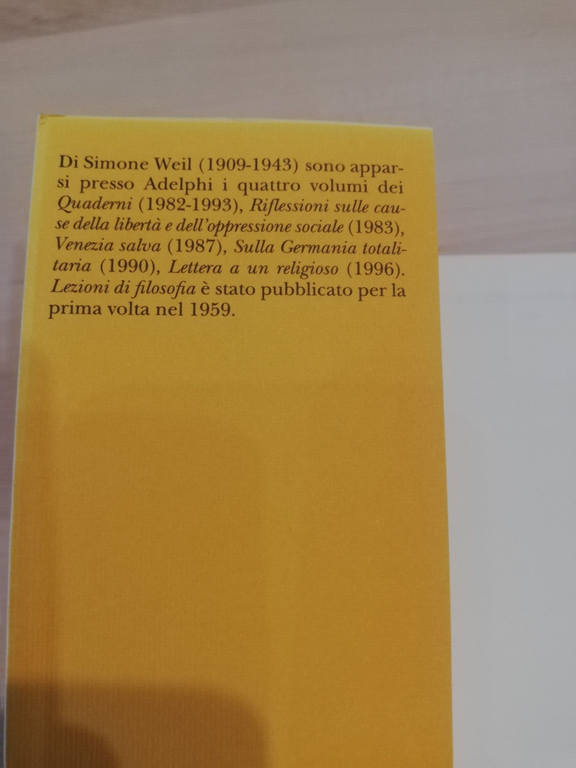 Di Simone Weil (1909-1943) sono appar-
si presso Adelphi i quattro volumi dei
Quaderni (1982-1993), Riflessioni sulle cau-
se della libertà e dell'oppressione sociale (1983),
Venezia salva (1987), Sulla Germania totali-
taria (1990), Lettera a un religioso (1996).
Lezioni di filosofia è stato pubblicato per la
prima volta nel 1959.